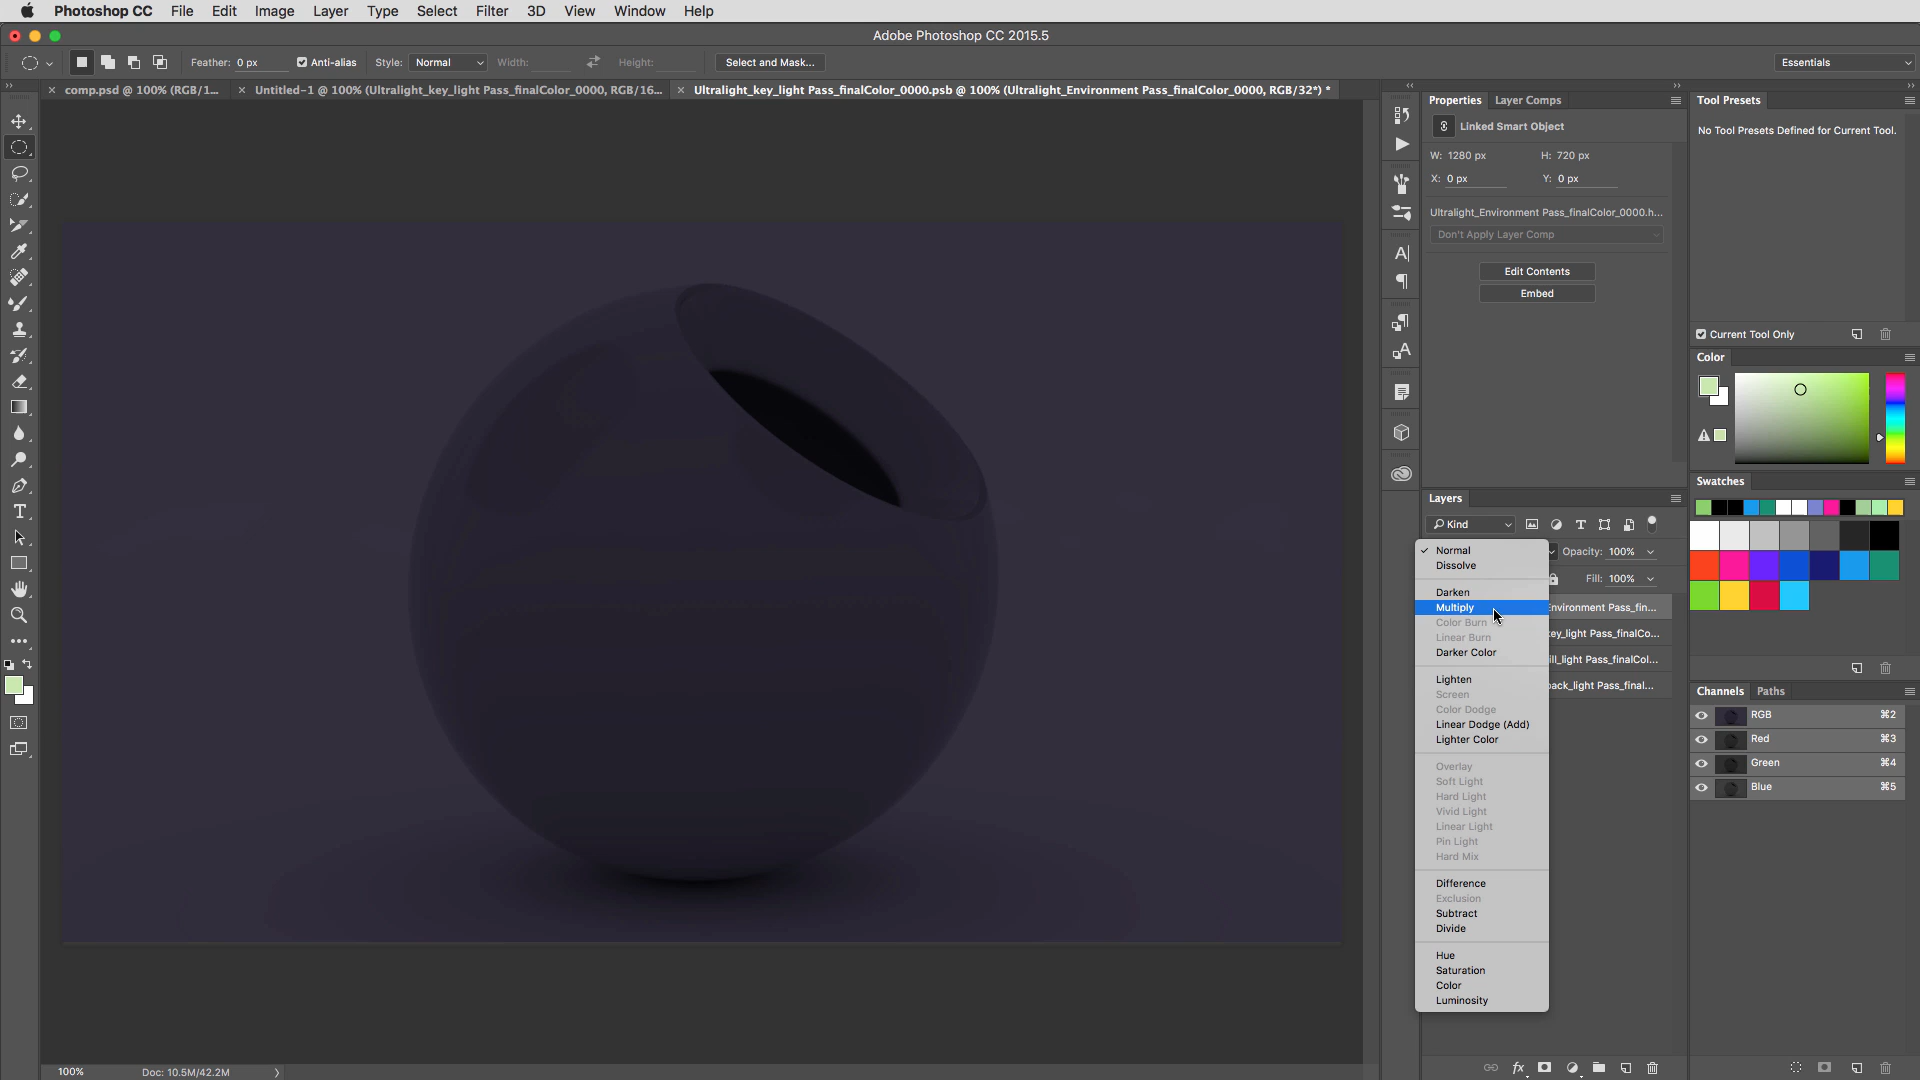 Photoshop CC File Edit Image Layer Type Select Filter 3D View Window Help
Adobe Photoshop CC 2015.5
Feather: 0 px Anti-alias Style: Normal Width: Height: Select and Mask... Essentials
comp.psd @ 100% (RGB/1... Untitled-1 @ 100% (Ultralight_key_light Pass_finalColor_0000, RGB/16... Ultralight_key_light Pass_finalColor_0000.psb @ 100% (Ultralight_Environment Pass_finalColor_0000, RGB/32*) *
Properties Layer Comps
Linked Smart Object
W: 1280 px H: 720 px
X: 0 px Y: 0 px
Ultralight_Environment Pass_finalColor_0000.h...
Don't Apply Layer Comp
Edit Contents
Embed
Tool Presets
No Tool Presets Defined for Current Tool.
Current Tool Only
Color
Swatches
Layers
Kind
Opacity: 100%
Fill: 100%
Environment Pass_fin...
key_light Pass_finalCo...
ill_light Pass_finalCol...
back_light Pass_final...
Normal
Dissolve
Darken
Multiply
Color Burn
Linear Burn
Darker Color
Lighten
Screen
Color Dodge
Linear Dodge (Add)
Lighter Color
Overlay
Soft Light
Hard Light
Vivid Light
Linear Light
Pin Light
Hard Mix
Difference
Exclusion
Subtract
Divide
Hue
Saturation
Color
Luminosity
Channels Paths
RGB ⌘2
Red ⌘3
Green ⌘4
Blue ⌘5
100% Doc: 10.5M/42.2M